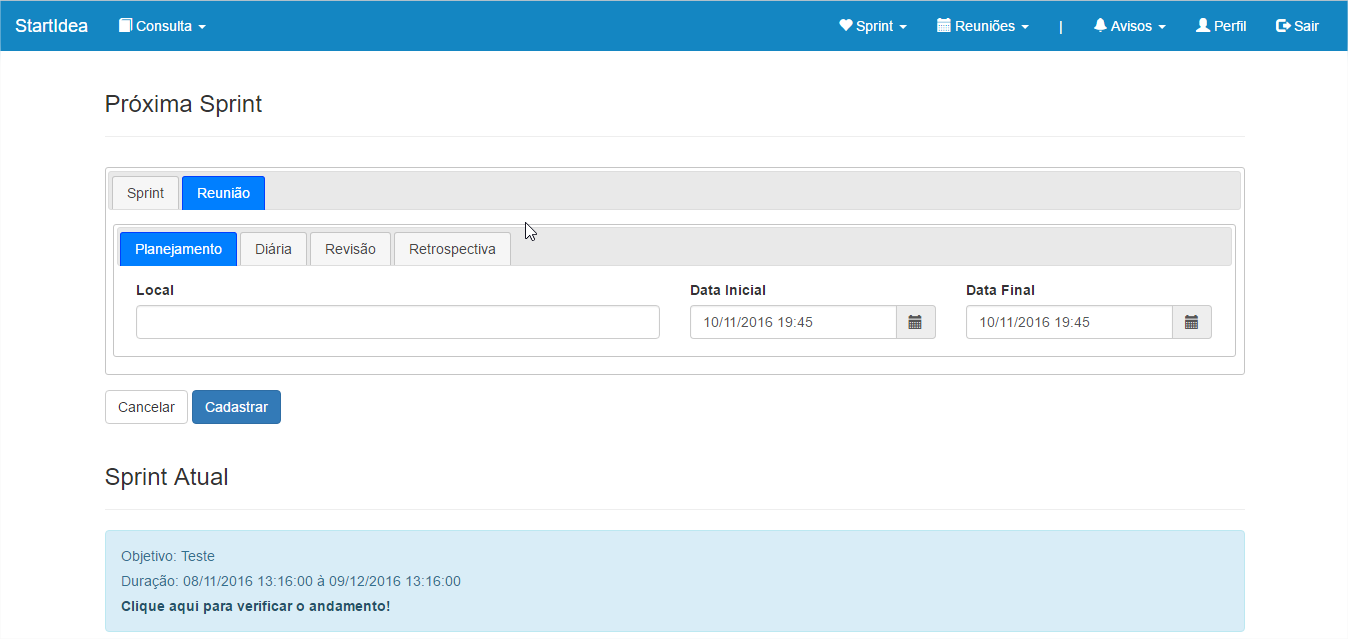 StartIdea Consulta Sprint Reuniões | Avisos Perfil Sair
Próxima Sprint
Sprint Reunião
Planejamento Diária Revisão Retrospectiva
Local Data Inicial Data Final
10/11/2016 19:45 10/11/2016 19:45
Cancelar Cadastrar
Sprint Atual
Objetivo: Teste
Duração: 08/11/2016 13:16:00 à 09/12/2016 13:16:00
Clique aqui para verificar o andamento!